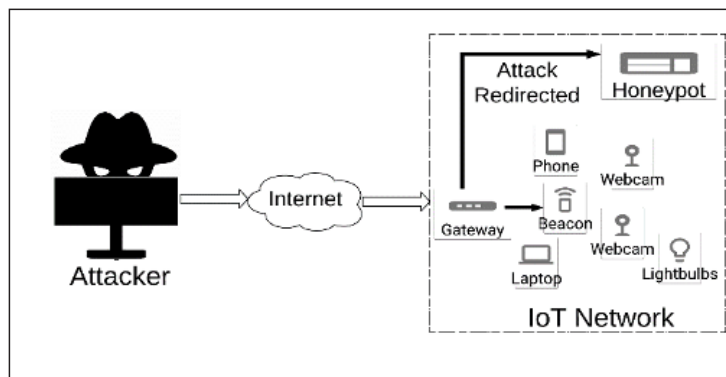 Attacker
Internet
Attack
Redirected
Honeypot
Phone
Webcam
Gateway
Beacon
Webcam
Laptop
Lightbulbs
IoT Network